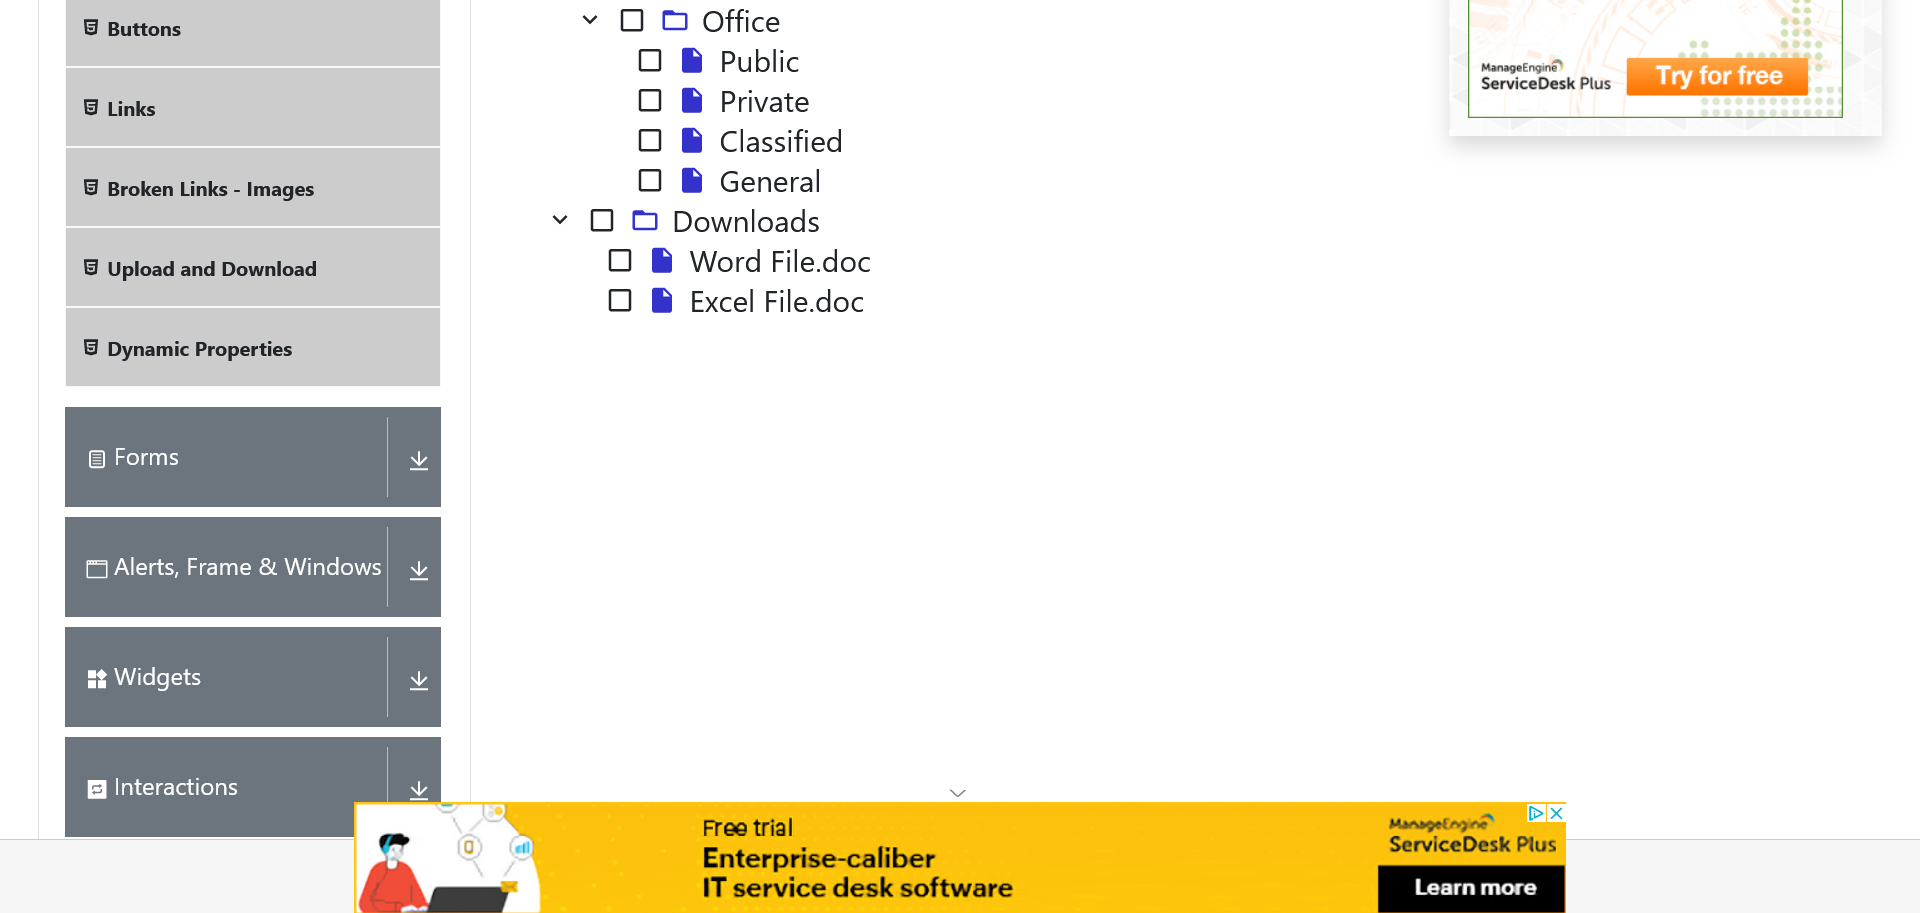 Buttons
Links
Broken Links - Images
Upload and Download
Dynamic Properties
Forms
Alerts, Frame & Windows
Widgets
Interactions
Office
Public
Private
Classified
General
Downloads
Word File.doc
Excel File.doc
ManageEngine
ServiceDesk Plus
Try for free
Free trial
Enterprise-caliber
IT service desk software
ManageEngine
ServiceDesk Plus
Learn more